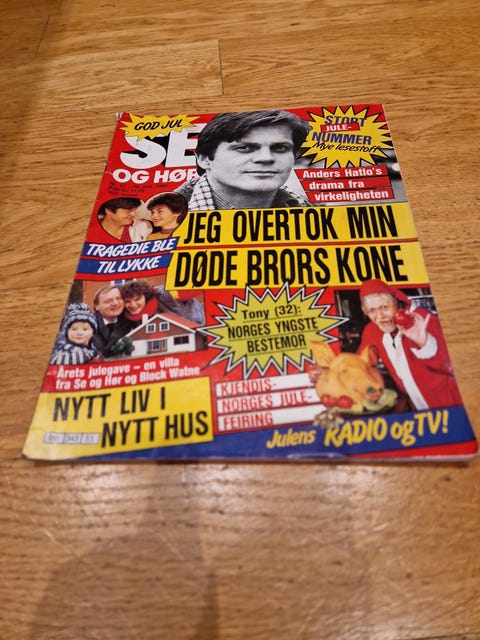 GOD JUL
SE
OG HØR
STORT
JULE-
NUMMER
Mye lesestoff
Anders Hatlo's
drama fra
virkeligheten
JEG OVERTOK MIN
DØDE BRORS KONE
TRAGEDIE BLE
TIL LYKKE
Tony (32):
NORGES YNGSTE
BESTEMOR
Årets julegave – en villa
fra Se og Hør og Block Watne
NYTT LIV I
NYTT HUS
KJENDIS-
NORGES JULE-
FEIRING
Julens RADIO og TV!